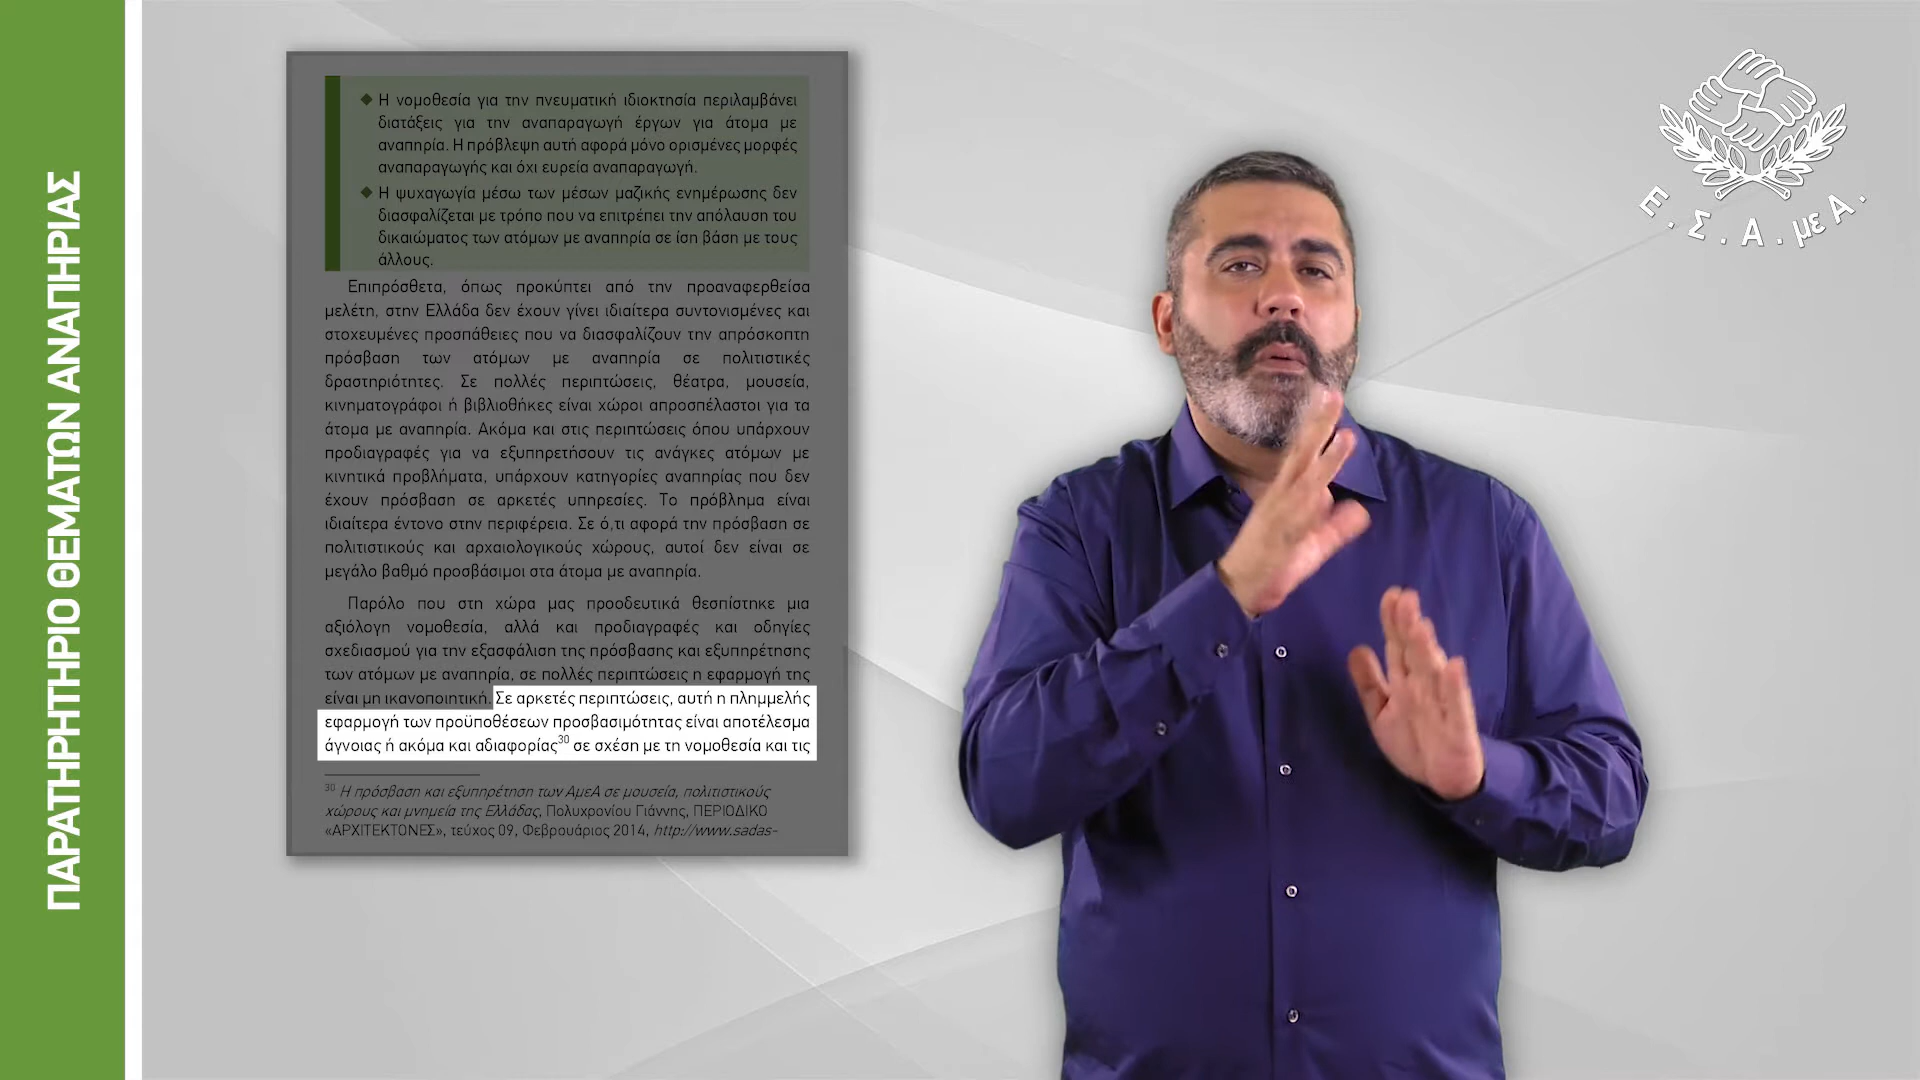 ΠΑΡΑΤΗΡΗΤΗΡΙΟ ΘΕΜΑΤΩΝ ΑΝΑΠΗΡΙΑΣ
◆ Η νομοθεσία για την πνευματική ιδιοκτησία περιλαμβάνει
διατάξεις για την αναπαραγωγή έργων για άτομα με
αναπηρία. Η πρόβλεψη αυτή αφορά μόνο ορισμένες μορφές
αναπαραγωγής και όχι ευρεία αναπαραγωγή.
◆ Η ψυχαγωγία μέσω των μέσων μαζικής ενημέρωσης δεν
διασφαλίζεται με τρόπο που να επιτρέπει την απόλαυση του
δικαιώματος των ατόμων με αναπηρία σε ίση βάση με τους
άλλους.
Επιπρόσθετα, όπως προκύπτει από την προαναφερθείσα
μελέτη, στην Ελλάδα δεν έχουν γίνει ιδιαίτερα συντονισμένες και
στοχευμένες προσπάθειες που να διασφαλίζουν την απρόσκοπτη
πρόσβαση των ατόμων με αναπηρία σε πολιτιστικές
δραστηριότητες. Σε πολλές περιπτώσεις, θέατρα, μουσεία,
κινηματογράφοι ή βιβλιοθήκες είναι χώροι απροσπέλαστοι για τα
άτομα με αναπηρία. Ακόμα και στις περιπτώσεις όπου υπάρχουν
προδιαγραφές για να εξυπηρετήσουν τις ανάγκες ατόμων με
κινητικά προβλήματα, υπάρχουν κατηγορίες αναπηρίας που δεν
έχουν πρόσβαση σε αρκετές υπηρεσίες. Το πρόβλημα είναι
ιδιαίτερα έντονο στην περιφέρεια. Σε ό,τι αφορά την πρόσβαση σε
πολιτιστικούς και αρχαιολογικούς χώρους, αυτοί δεν είναι σε
μεγάλο βαθμό προσβάσιμοι στα άτομα με αναπηρία.
Παρόλο που στη χώρα μας προοδευτικά θεσπίστηκε μια
αξιόλογη νομοθεσία, αλλά και προδιαγραφές και οδηγίες
σχεδιασμού για την εξασφάλιση της πρόσβασης και εξυπηρέτησης
των ατόμων με αναπηρία, σε πολλές περιπτώσεις η εφαρμογή της
είναι μη ικανοποιητική. Σε αρκετές περιπτώσεις, αυτή η πλημμελής
εφαρμογή των προϋποθέσεων προσβασιμότητας είναι αποτέλεσμα
άγνοιας ή ακόμα και αδιαφορίας30 σε σχέση με τη νομοθεσία και τις
30 Η πρόσβαση και εξυπηρέτηση των ΑμεΑ σε μουσεία, πολιτιστικούς
χώρους και μνημεία της Ελλάδας, Πολυχρονίου Γιάννης, ΠΕΡΙΟΔΙΚΟ
«ΑΡΧΙΤΕΚΤΟΝΕΣ», τεύχος 09, Φεβρουάριος 2014, http://www.sadas-
Ε.Σ.Α.μεΑ.